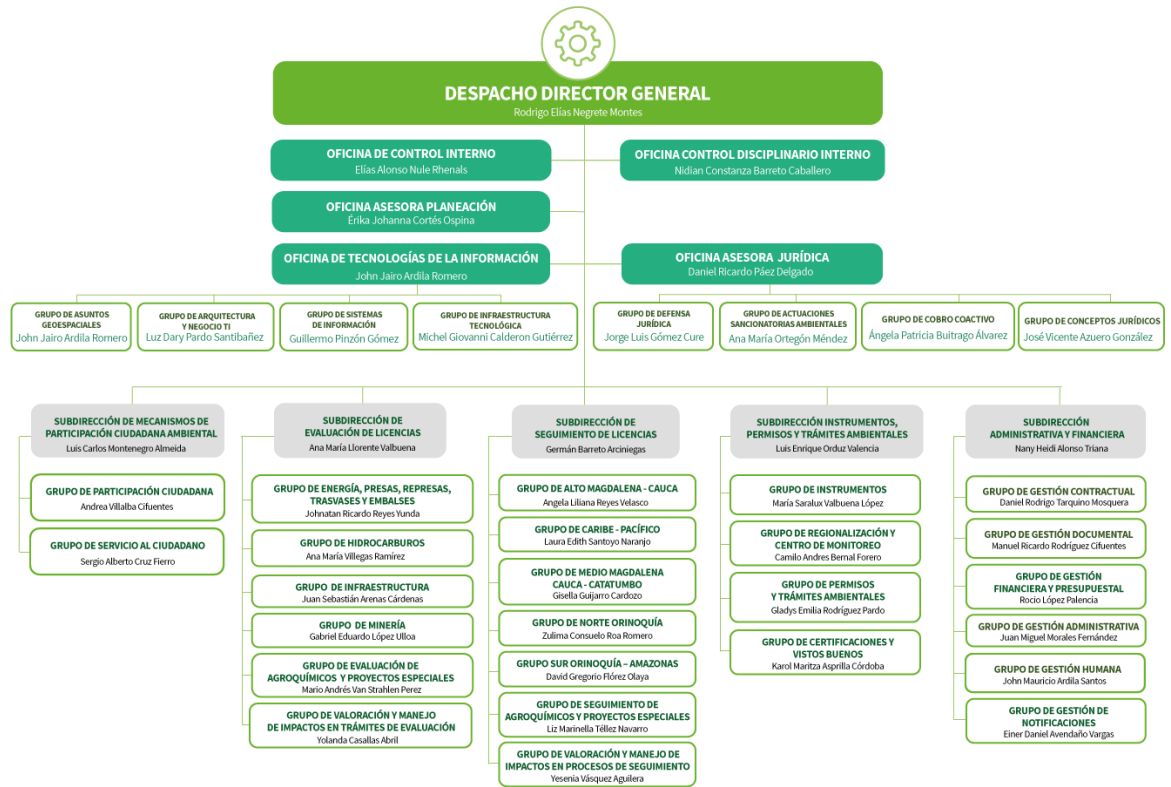 DESPACHO DIRECTOR GENERAL
Rodrigo Elías Negrete Montes
OFICINA DE CONTROL INTERNO
Elías Alonso Nule Rhenals
OFICINA CONTROL DISCIPLINARIO INTERNO
Nidian Constanza Barreto Caballero
OFICINA ASESORA PLANEACIÓN
Érika Johanna Cortés Ospina
OFICINA DE TECNOLOGÍAS DE LA INFORMACIÓN
John Jairo Ardila Romero
OFICINA ASESORA JURÍDICA
Daniel Ricardo Páez Delgado
GRUPO DE ASUNTOS
GEOESPACIALES
John Jairo Ardila Romero
GRUPO DE ARQUITECTURA
Y NEGOCIO TI
Luz Dary Pardo Santibañez
GRUPO DE SISTEMAS
DE INFORMACIÓN
Guillermo Pinzón Gómez
GRUPO DE INFRAESTRUCTURA
TECNOLÓGICA
Michel Giovanni Calderon Gutiérrez
GRUPO DE DEFENSA
JURÍDICA
Jorge Luis Gómez Cure
GRUPO DE ACTUACIONES
SANCIONATORIAS AMBIENTALES
Ana María Ortegón Méndez
GRUPO DE COBRO COACTIVO
Ángela Patricia Buitrago Álvarez
GRUPO DE CONCEPTOS JURÍDICOS
José Vicente Azuero González
SUBDIRECCIÓN DE MECANISMOS DE
PARTICIPACIÓN CIUDADANA AMBIENTAL
Luis Carlos Montenegro Almeida
GRUPO DE PARTICIPACIÓN CIUDADANA
Andrea Villalba Cifuentes
GRUPO DE SERVICIO AL CIUDADANO
Sergio Alberto Cruz Fierro
SUBDIRECCIÓN DE
EVALUACIÓN DE LICENCIAS
Ana María Llorente Valbuena
GRUPO DE ENERGÍA, PRESAS, REPRESAS,
TRASVASES Y EMBALSES
Johnatan Ricardo Reyes Yunda
GRUPO DE HIDROCARBUROS
Ana María Villegas Ramírez
GRUPO DE INFRAESTRUCTURA
Juan Sebastián Arenas Cárdenas
GRUPO DE MINERÍA
Gabriel Eduardo López Ulloa
GRUPO DE EVALUACIÓN DE
AGROQUÍMICOS Y PROYECTOS ESPECIALES
Mario Andrés Van Strahlen Perez
GRUPO DE VALORACIÓN Y MANEJO
DE IMPACTOS EN TRÁMITES DE EVALUACIÓN
Yolanda Casallas Abril
SUBDIRECCIÓN DE
SEGUIMIENTO DE LICENCIAS
Germán Barreto Arciniegas
GRUPO DE ALTO MAGDALENA - CAUCA
Angela Liliana Reyes Velasco
GRUPO DE CARIBE - PACÍFICO
Laura Edith Santoyo Naranjo
GRUPO DE MEDIO MAGDALENA
CAUCA - CATATUMBO
Gisella Guijarro Cardozo
GRUPO DE NORTE ORINOQUÍA
Zulima Consuelo Roa Romero
GRUPO SUR ORINOQUÍA – AMAZONAS
David Gregorio Flórez Olaya
GRUPO DE SEGUIMIENTO DE
AGROQUÍMICOS Y PROYECTOS ESPECIALES
Liz Marinella Téllez Navarro
GRUPO DE VALORACIÓN Y MANEJO DE
IMPACTOS EN PROCESOS DE SEGUIMIENTO
Yesenia Vásquez Aguilera
SUBDIRECCIÓN INSTRUMENTOS,
PERMISOS Y TRÁMITES AMBIENTALES
Luis Enrique Orduz Valencia
GRUPO DE INSTRUMENTOS
María Saralux Valbuena López
GRUPO DE REGIONALIZACIÓN Y
CENTRO DE MONITOREO
Camilo Andres Bernal Forero
GRUPO DE PERMISOS
Y TRÁMITES AMBIENTALES
Gladys Emilia Rodríguez Pardo
GRUPO DE CERTIFICACIONES Y
VISTOS BUENOS
Karol Maritza Asprilla Córdoba
SUBDIRECCIÓN
ADMINISTRATIVA Y FINANCIERA
Nany Heidi Alonso Triana
GRUPO DE GESTIÓN CONTRACTUAL
Daniel Rodrigo Tarquino Mosquera
GRUPO DE GESTIÓN DOCUMENTAL
Manuel Ricardo Rodríguez Cifuentes
GRUPO DE GESTIÓN
FINANCIERA Y PRESUPUESTAL
Rocio López Palencia
GRUPO DE GESTIÓN ADMINISTRATIVA
Juan Miguel Morales Fernández
GRUPO DE GESTIÓN HUMANA
John Mauricio Ardila Santos
GRUPO DE GESTIÓN DE
NOTIFICACIONES
Einer Daniel Avendaño Vargas